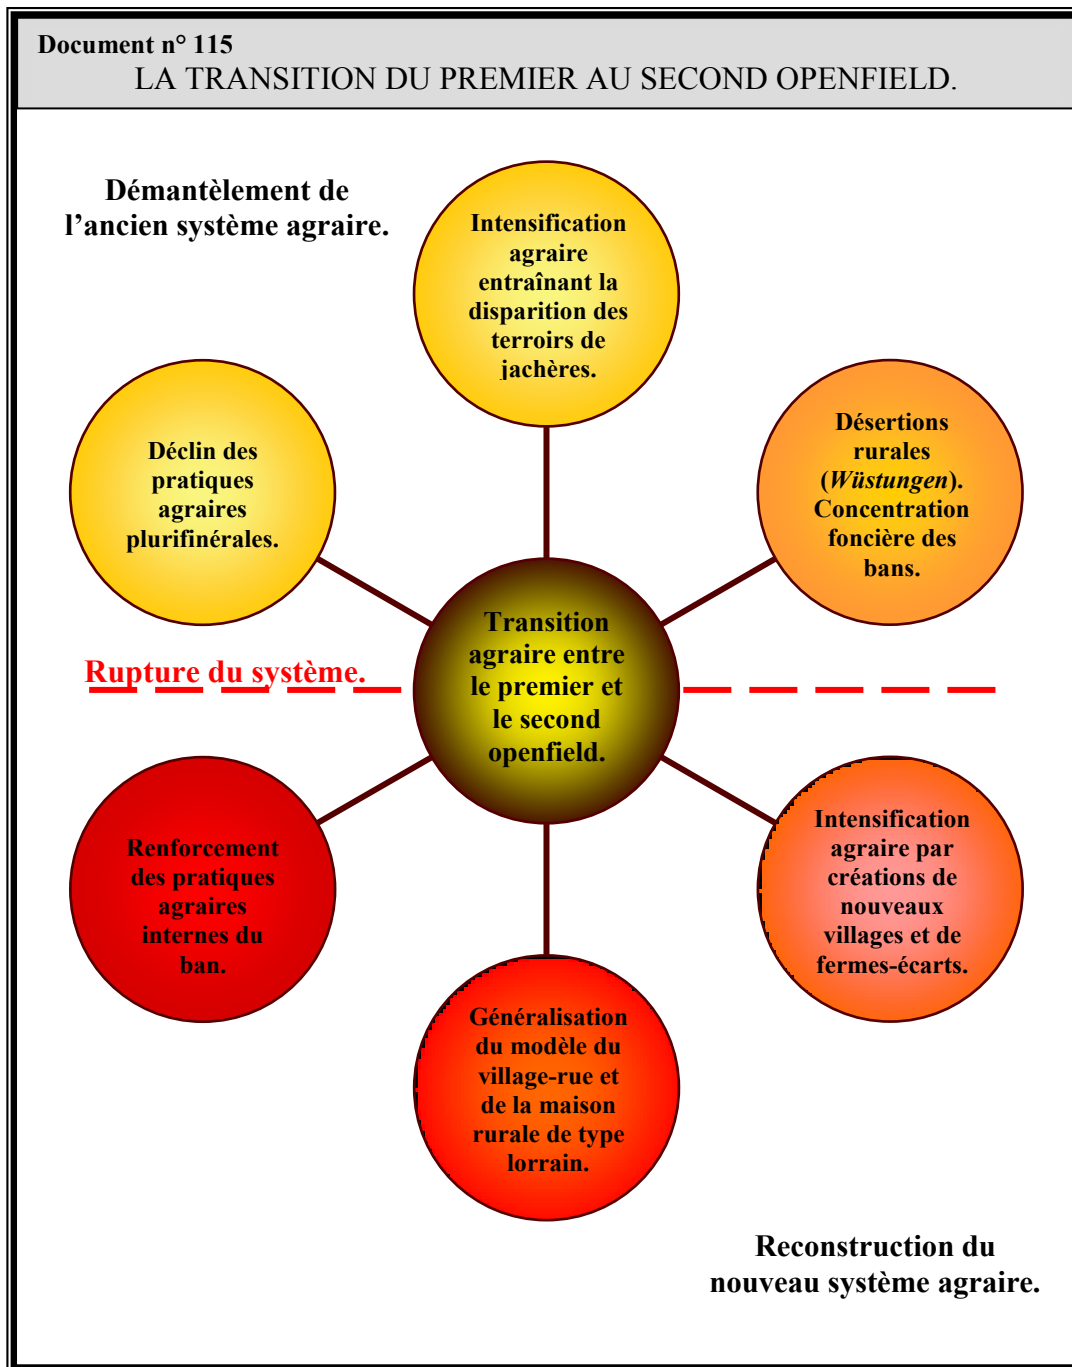 Document n° 115
LA TRANSITION DU PREMIER AU SECOND OPENFIELD.
Démantèlement de
l’ancien système agraire.
Intensification
agraire
entraînant la
disparition des
terroirs de
jachères.
Déclin des
pratiques
agraires
plurifinérales.
Désertions
rurales
(Wüstungen).
Concentration
foncière des
bans.
Transition
agraire entre
le premier et
le second
openfield.
Rupture du système.
Renforcement
des pratiques
agraires
internes du
ban.
Intensification
agraire par
créations de
nouveaux
villages et de
fermes-écarts.
Généralisation
du modèle du
village-rue et
de la maison
rurale de type
lorrain.
Reconstruction du
nouveau système agraire.